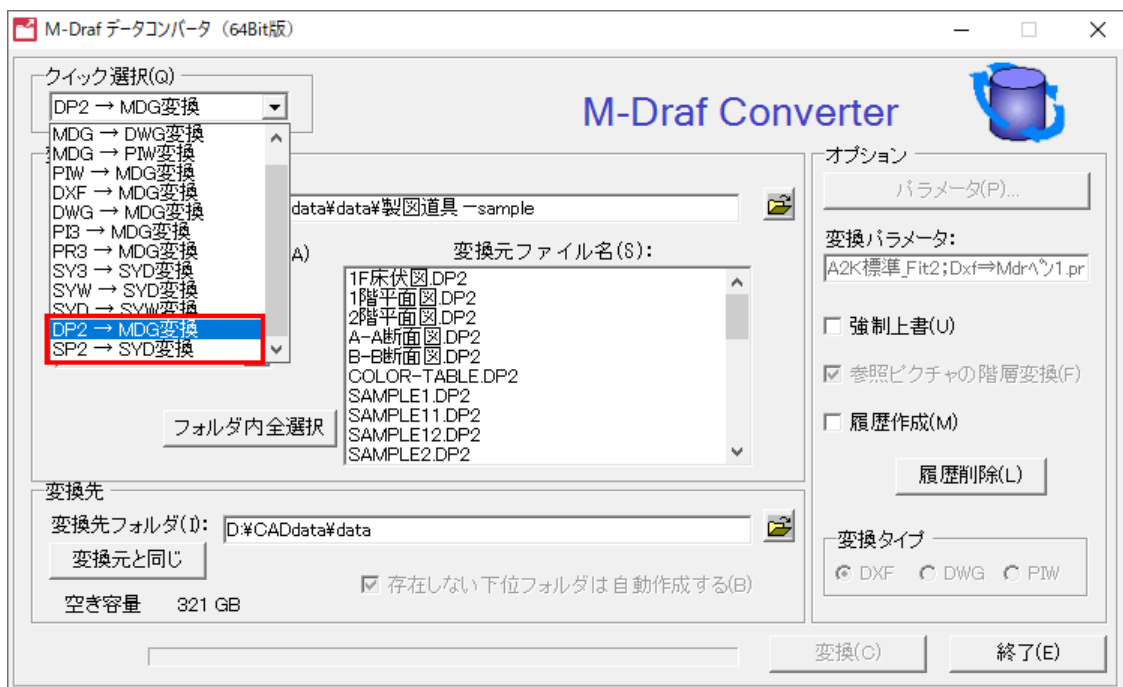 M-Draf データコンバータ（64Bit版）
クイック選択(Q)
DP2 → MDG変換
MDG → DWG変換
MDG → PIW変換
PIW → MDG変換
DXF → MDG変換
DWG → MDG変換
PI3 → MDG変換
PR3 → MDG変換
SY3 → SYD変換
SYW → SYD変換
SYD → SYW変換
DP2 → MDG変換
SP2 → SYD変換
M-Draf Converter
data¥data¥製図道具－sample
A)
変換元ファイル名(S):
1F床伏図.DP2
1階平面図.DP2
2階平面図.DP2
A-A断面図.DP2
B-B断面図.DP2
COLOR-TABLE.DP2
SAMPLE1.DP2
SAMPLE11.DP2
SAMPLE12.DP2
SAMPLE2.DP2
フォルダ内全選択
変換先
変換先フォルダ(I):
D:¥CADdata¥data
変換元と同じ
存在しない下位フォルダは自動作成する(B)
空き容量 321 GB
オプション
パラメータ(P)...
変換パラメータ:
A2K標準_Fit2;Dxf⇒Mdrﾍﾟﾝ1.pr
強制上書(U)
参照ピクチャの階層変換(F)
履歴作成(M)
履歴削除(L)
変換タイプ
DXF DWG PIW
変換(C)
終了(E)